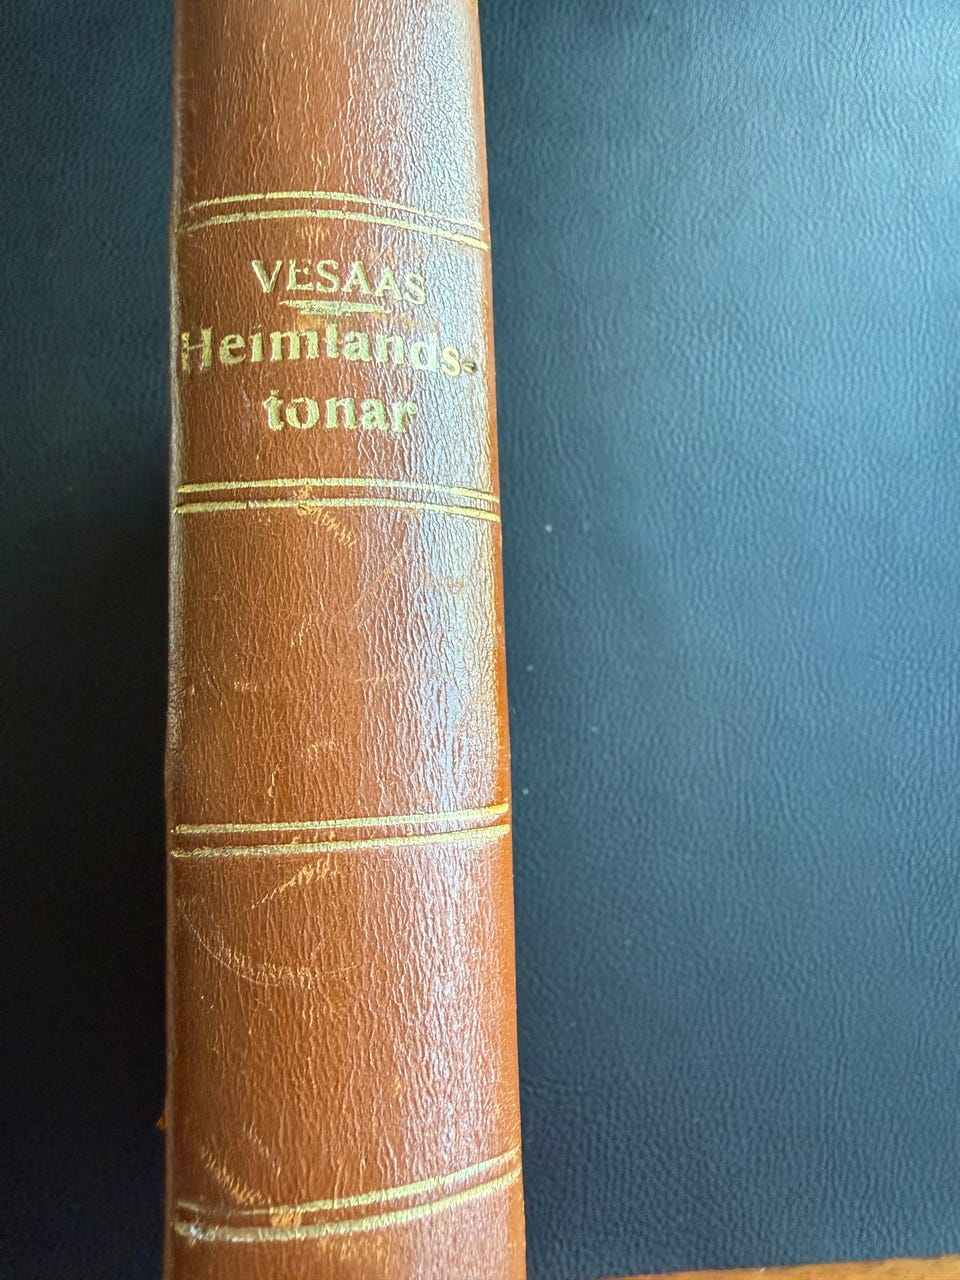 VESAAS
Heimlands-
tonar